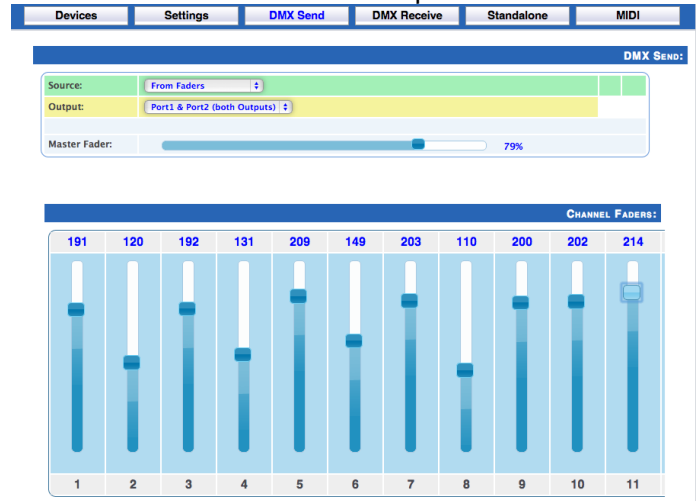 Devices Settings DMX Send DMX Receive Standalone MIDI
DMX SEND:
Source: From Faders
Output: Port1 & Port2 (both Outputs)
Master Fader: 79%
CHANNEL FADERS:
191 120 192 131 209 149 203 110 200 202 214
1 2 3 4 5 6 7 8 9 10 11